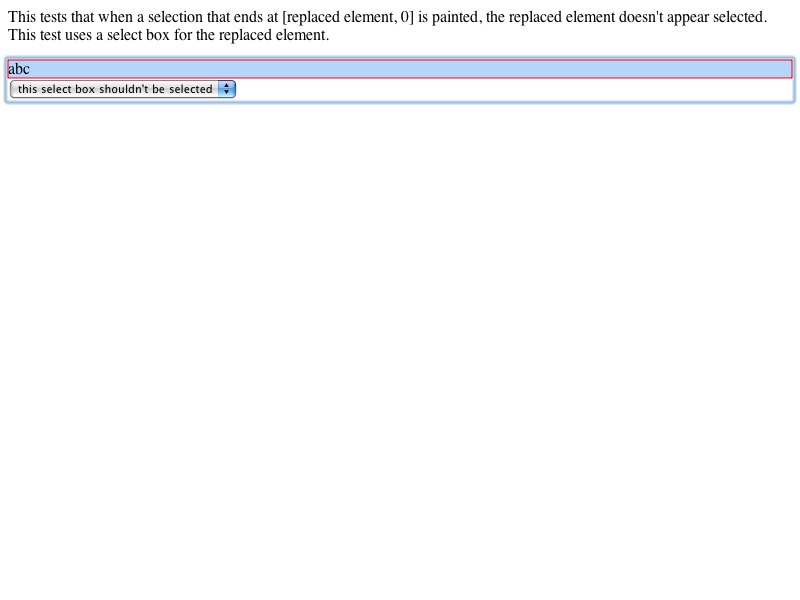 This tests that when a selection that ends at [replaced element, 0] is painted, the replaced element doesn't appear selected.
This test uses a select box for the replaced element.
abc
this select box shouldn't be selected